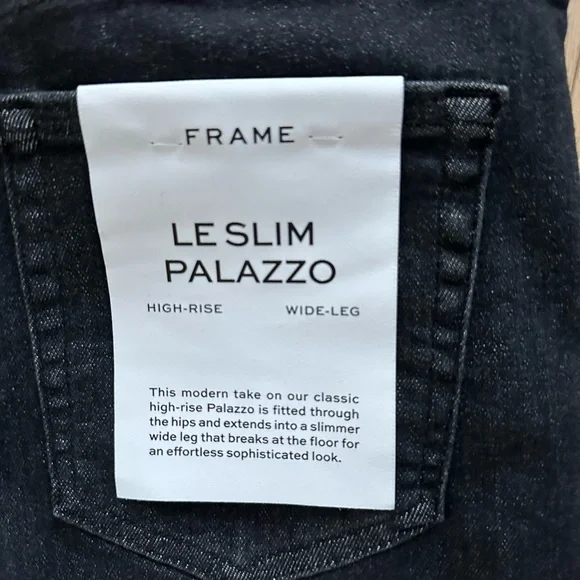 FRAME
LE SLIM
PALAZZO
HIGH-RISE WIDE-LEG
This modern take on our classic
high-rise Palazzo is fitted through
the hips and extends into a slimmer
wide leg that breaks at the floor for
an effortless sophisticated look.